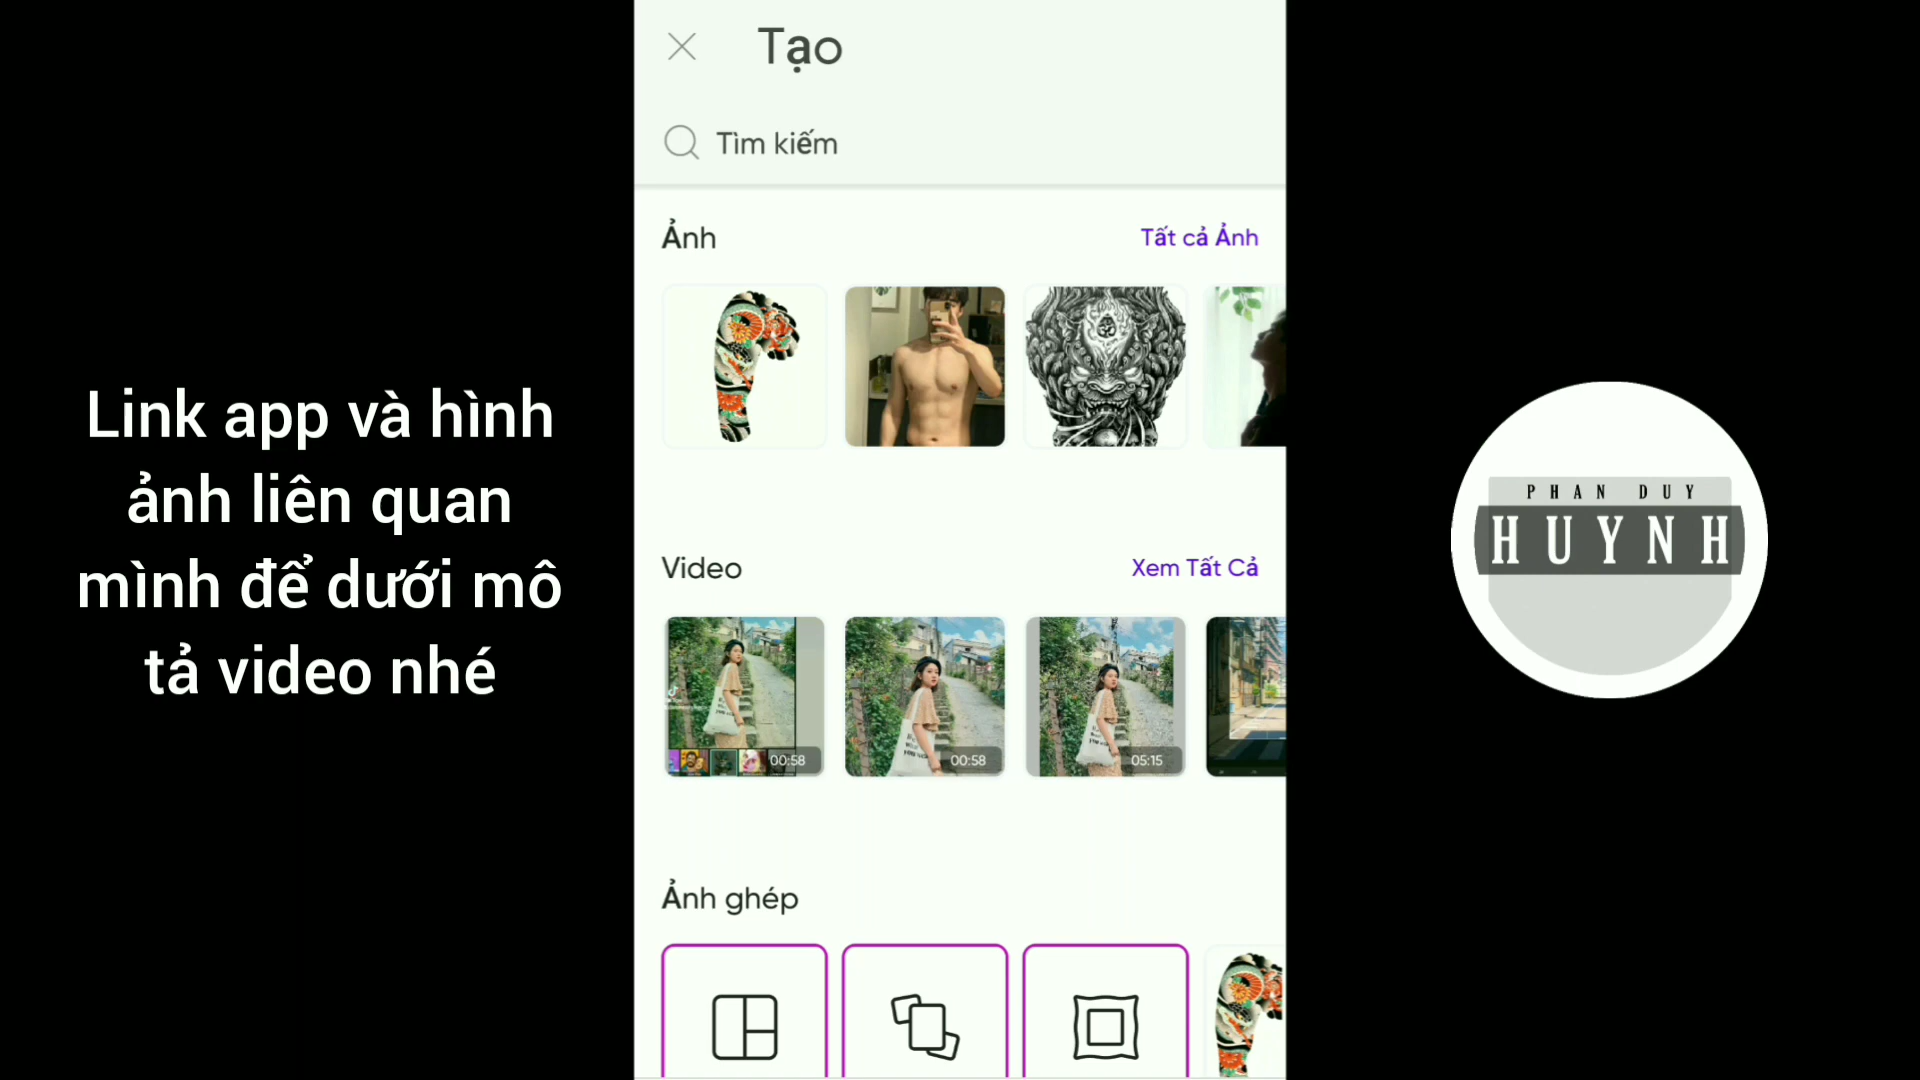 Link app và hình
ảnh liên quan
mình để dưới mô
tả video nhé
Tạo
Tìm kiếm
Ảnh
Tất cả Ảnh
Video
Xem Tất Cả
00:58
00:58
05:15
Ảnh ghép
PHAN DUY
HUYNH